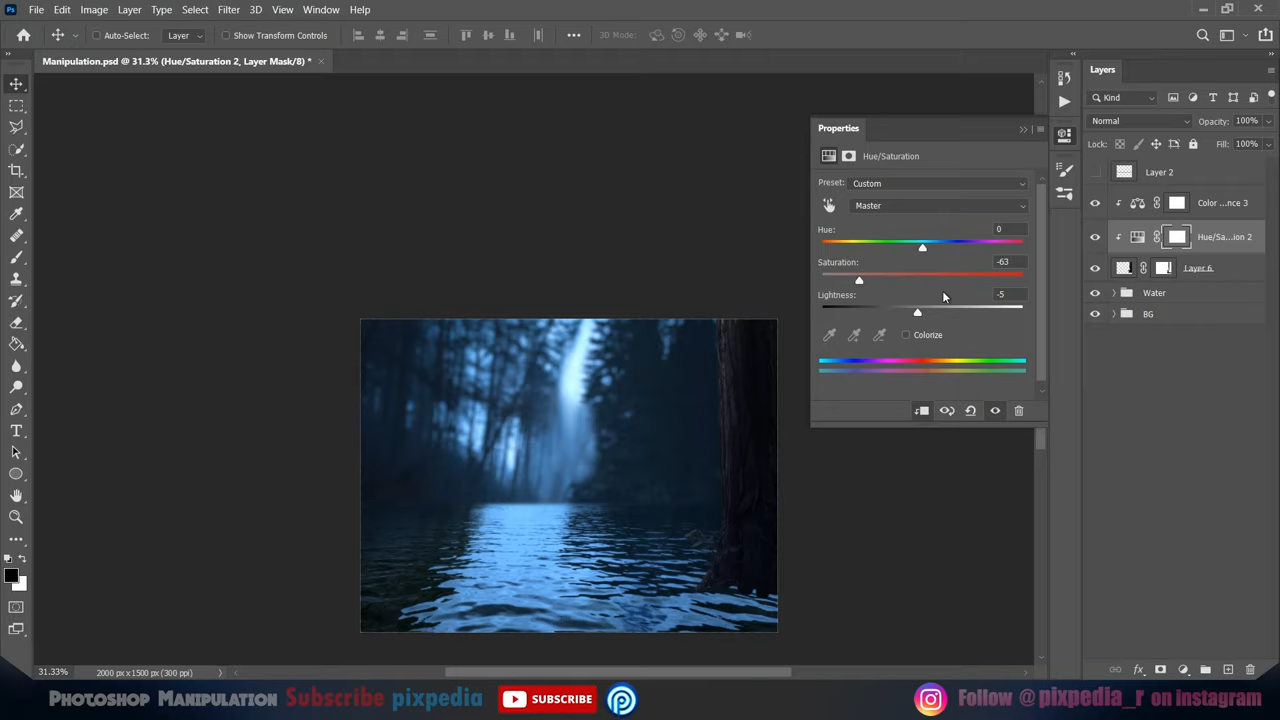 Ps File Edit Image Layer Type Select Filter 3D View Window Help
Auto-Select: Layer Show Transform Controls 3D Mode:
Manipulation.psd @ 31.3% (Hue/Saturation 2, Layer Mask/8) *
Properties
Hue/Saturation
Preset: Custom
Master
Hue: 0
Saturation: -63
Lightness: -5
Colorize
Layers
Kind
Normal Opacity: 100%
Lock: Fill: 100%
Layer 2
Color ...nce 3
Hue/Sa...ion 2
Layer 6
Water
BG
31.33% 2000 px x 1500 px (300 ppi)
Photoshop Manipulation Subscribe pixpedia SUBSCRIBE Follow @pixpedia_r on instagram